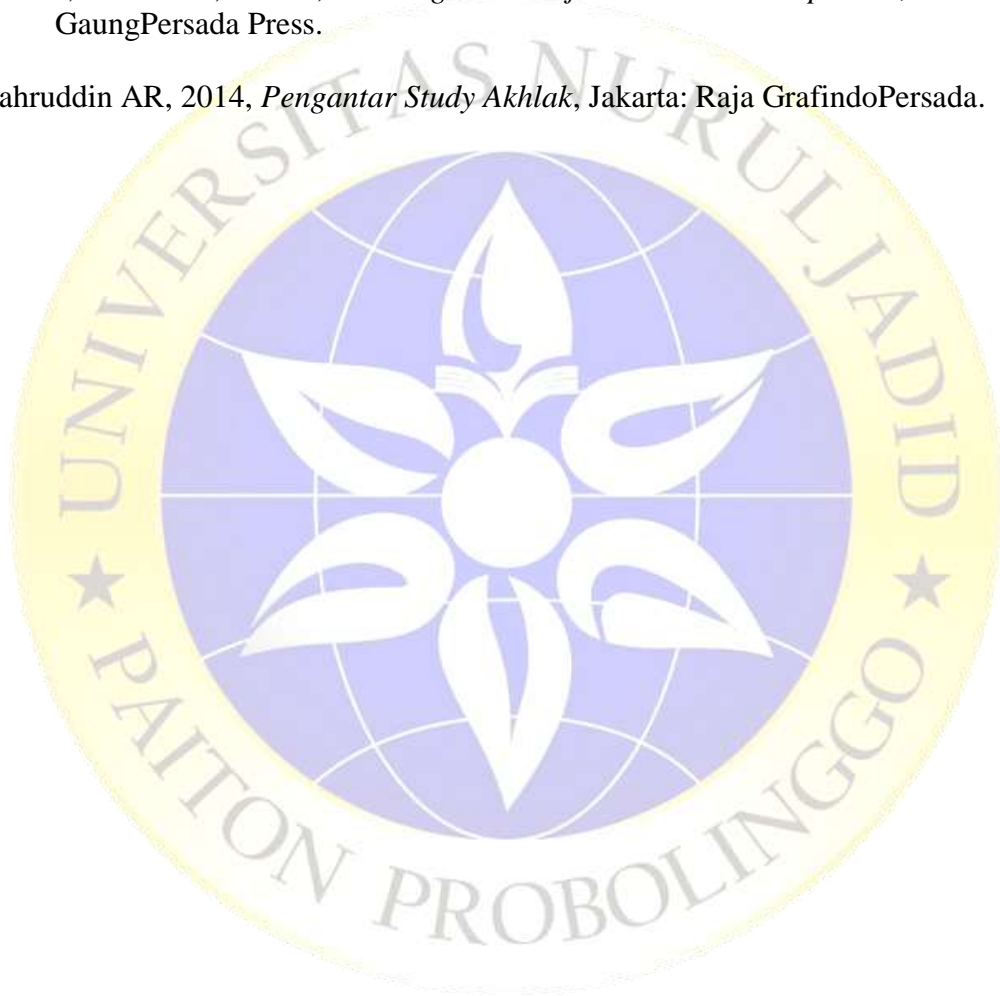 GaungPersada Press.
ahruddin AR, 2014, Pengantar Study Akhlak, Jakarta: Raja GrafindoPersada.
UNIVERSITAS NURUL JADID
★ PAITON PROBOLINGGO ★